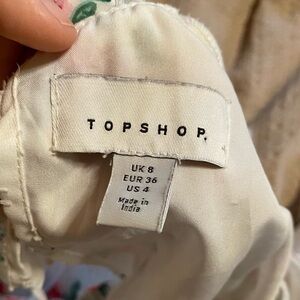 TOPSHOP
UK 8
EUR 36
US 4
Made in
India